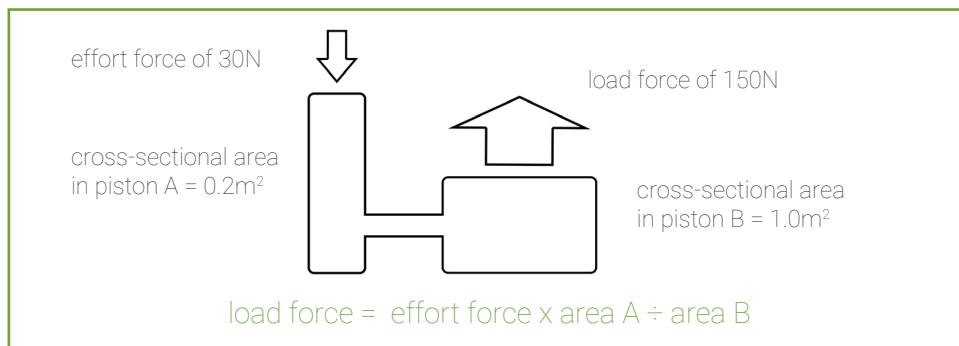 effort force of 30N
load force of 150N
cross-sectional area
in piston A = 0.2m²
cross-sectional area
in piston B = 1.0m²
load force = effort force x area A ÷ area B